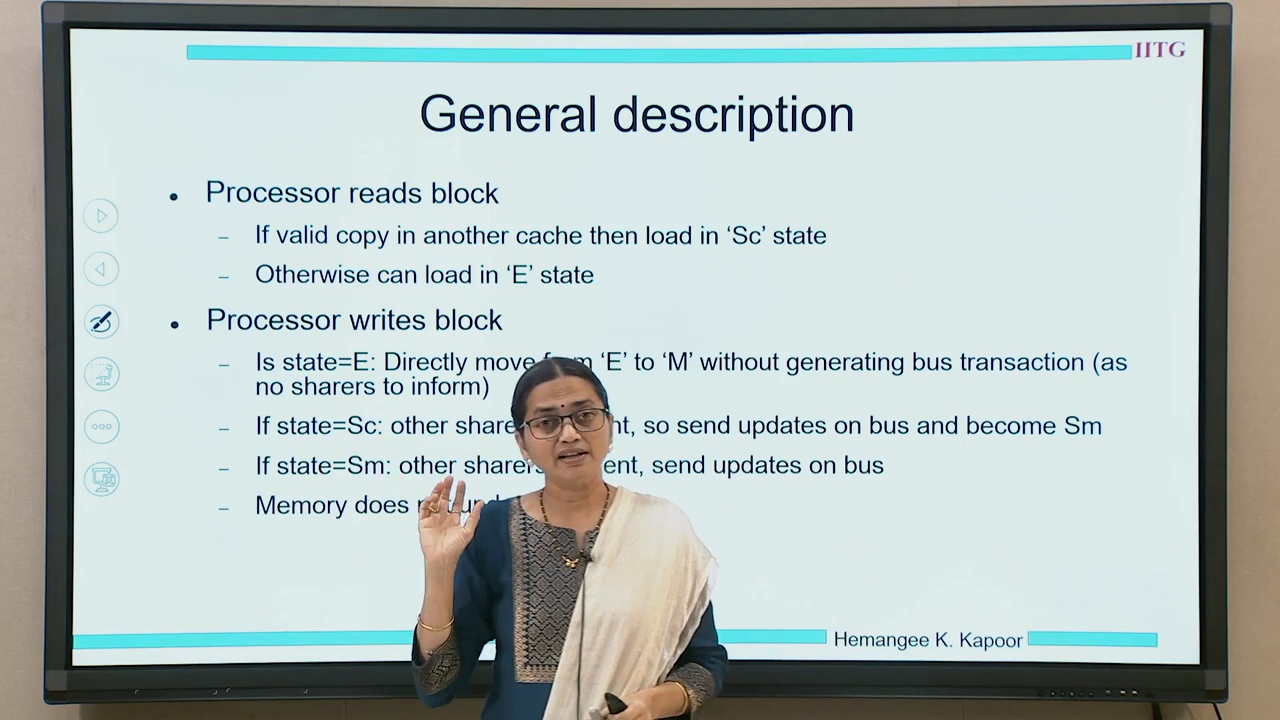 IITG
General description
• Processor reads block
– If valid copy in another cache then load in ‘Sc’ state
– Otherwise can load in ‘E’ state
• Processor writes block
– Is state=E: Directly move ‘E’ to ‘M’ without generating bus transaction (as
no sharers to inform)
– If state=Sc: other so send updates on bus and become Sm
– If state=Sm: other send updates on bus
– Memory does
Hemangee K. Kapoor